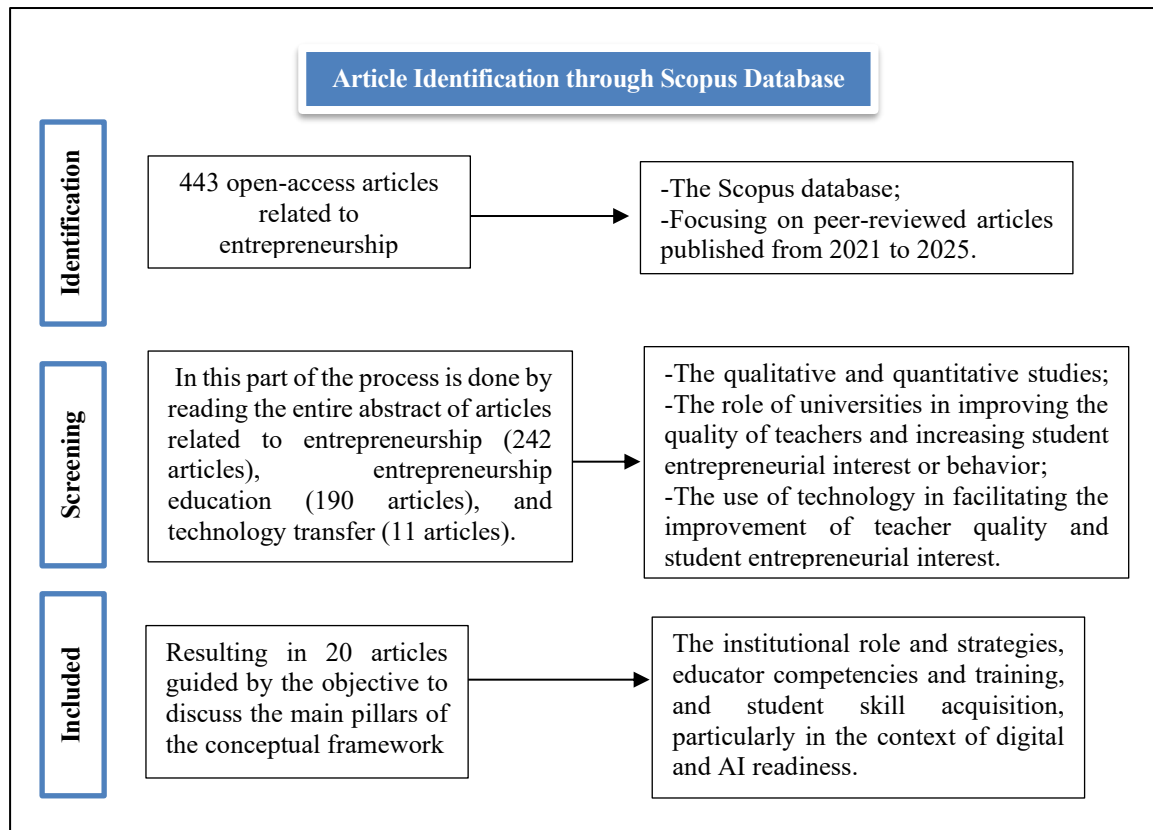 Article Identification through Scopus Database
Identification
443 open-access articles
related to
entrepreneurship
-The Scopus database;
-Focusing on peer-reviewed articles
published from 2021 to 2025.
Screening
In this part of the process is done by
reading the entire abstract of articles
related to entrepreneurship (242
articles), entrepreneurship
education (190 articles), and
technology transfer (11 articles).
-The qualitative and quantitative studies;
-The role of universities in improving the
quality of teachers and increasing student
entrepreneurial interest or behavior;
-The use of technology in facilitating the
improvement of teacher quality and
student entrepreneurial interest.
Included
Resulting in 20 articles
guided by the objective to
discuss the main pillars of
the conceptual framework
The institutional role and strategies,
educator competencies and training,
and student skill acquisition,
particularly in the context of digital
and AI readiness.